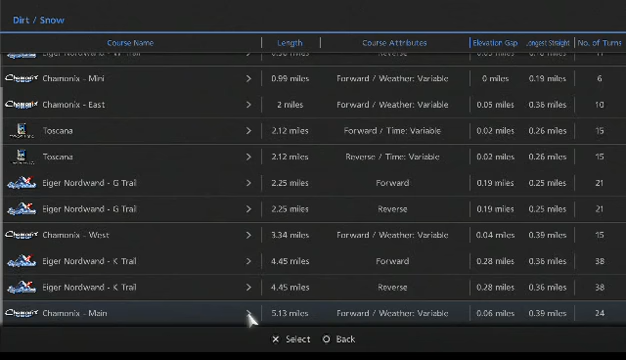 Dirt / Snow
Course Name Length Course Attributes Elevation Gap Longest Straight No. of Turns
Chamonix - Mini 0.99 miles Forward / Weather: Variable 0 miles 0.19 miles 6
Chamonix - East 2 miles Forward / Weather: Variable 0.05 miles 0.36 miles 10
Toscana 2.12 miles Forward / Time: Variable 0.02 miles 0.26 miles 15
Toscana 2.12 miles Reverse / Time: Variable 0.02 miles 0.26 miles 15
Eiger Nordwand - G Trail 2.25 miles Forward 0.19 miles 0.25 miles 21
Eiger Nordwand - G Trail 2.25 miles Reverse 0.19 miles 0.25 miles 21
Chamonix - West 3.34 miles Forward / Weather: Variable 0.04 miles 0.39 miles 15
Eiger Nordwand - K Trail 4.45 miles Forward 0.28 miles 0.36 miles 38
Eiger Nordwand - K Trail 4.45 miles Reverse 0.28 miles 0.36 miles 38
Chamonix - Main 5.13 miles Forward / Weather: Variable 0.06 miles 0.39 miles 24
Select Back